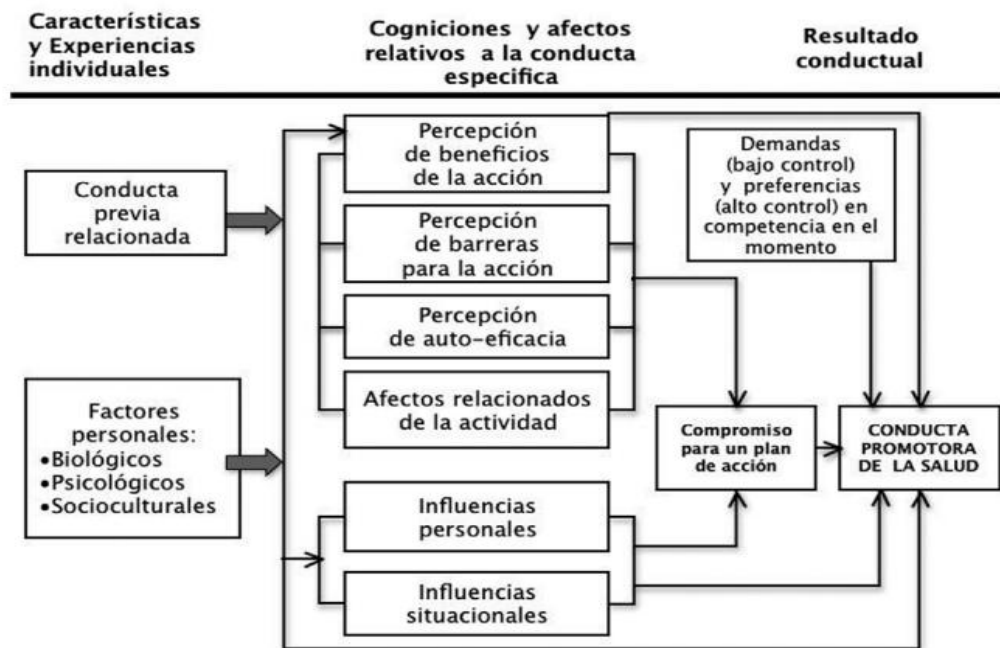 Características
y Experiencias
individuales
Cogniciones y afectos
relativos a la conducta
especifica
Resultado
conductual
Conducta
previa
relacionada
Factores
personales:
•Biológicos
•Psicológicos
•Socioculturales
Percepción
de beneficios
de la acción
Percepción
de barreras
para la acción
Percepción
de auto-eficacia
Afectos relacionados
de la actividad
Influencias
personales
Influencias
situacionales
Demandas
(bajo control)
y preferencias
(alto control) en
competencia en el
momento
Compromiso
para un plan
de acción
CONDUCTA
PROMOTORA
DE LA SALUD